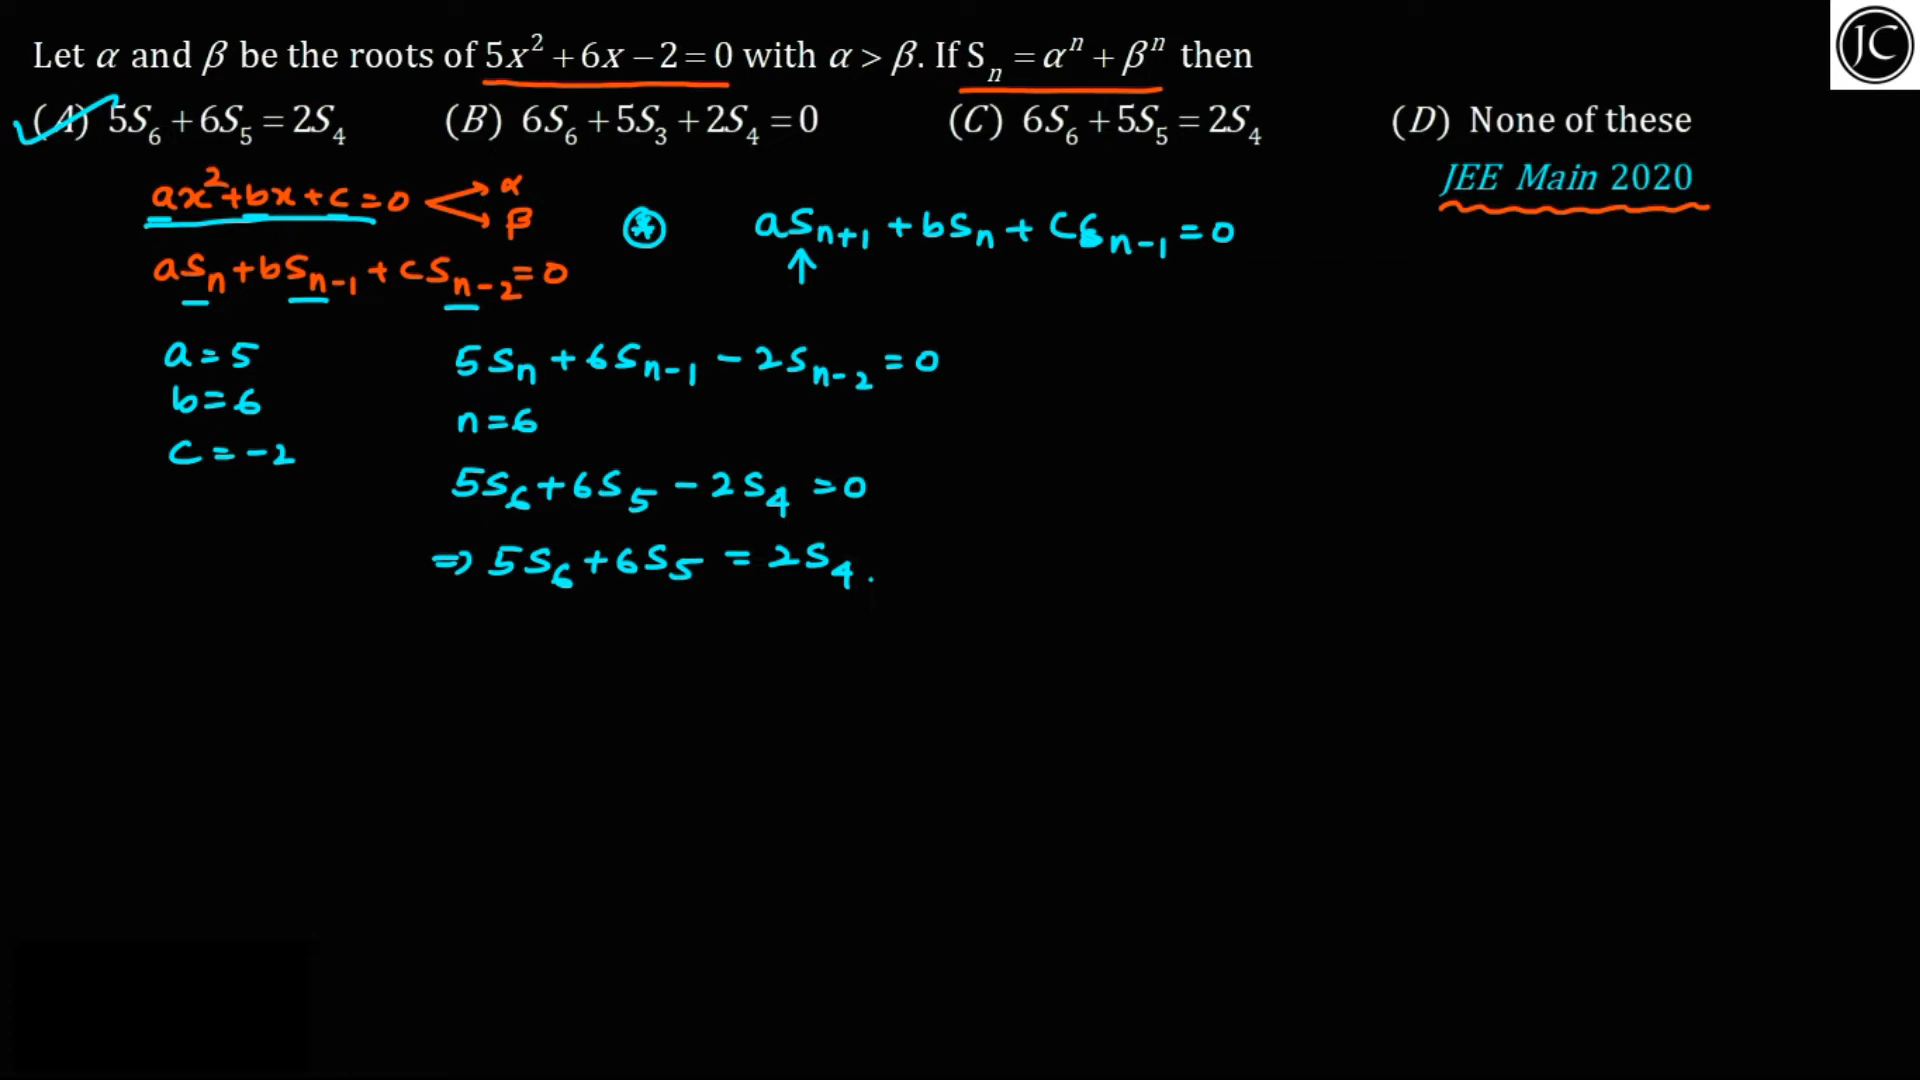 Let α and β be the roots of 5x² + 6x − 2 = 0 with α > β. If Sₙ = αⁿ + βⁿ then
JC
(A) 5S₆ + 6S₅ = 2S₄ (B) 6S₆ + 5S₃ + 2S₄ = 0 (C) 6S₆ + 5S₅ = 2S₄ (D) None of these
JEE Main 2020
ax² + bx + c = 0 α
β
aSₙ₊₁ + bSₙ + CSₙ₋₁ = 0
aSₙ + bSₙ₋₁ + cSₙ₋₂ = 0
a = 5
5Sₙ + 6Sₙ₋₁ − 2Sₙ₋₂ = 0
b = 6
n = 6
c = −2
5S₆ + 6S₅ − 2S₄ = 0
⇒ 5S₆ + 6S₅ = 2S₄.